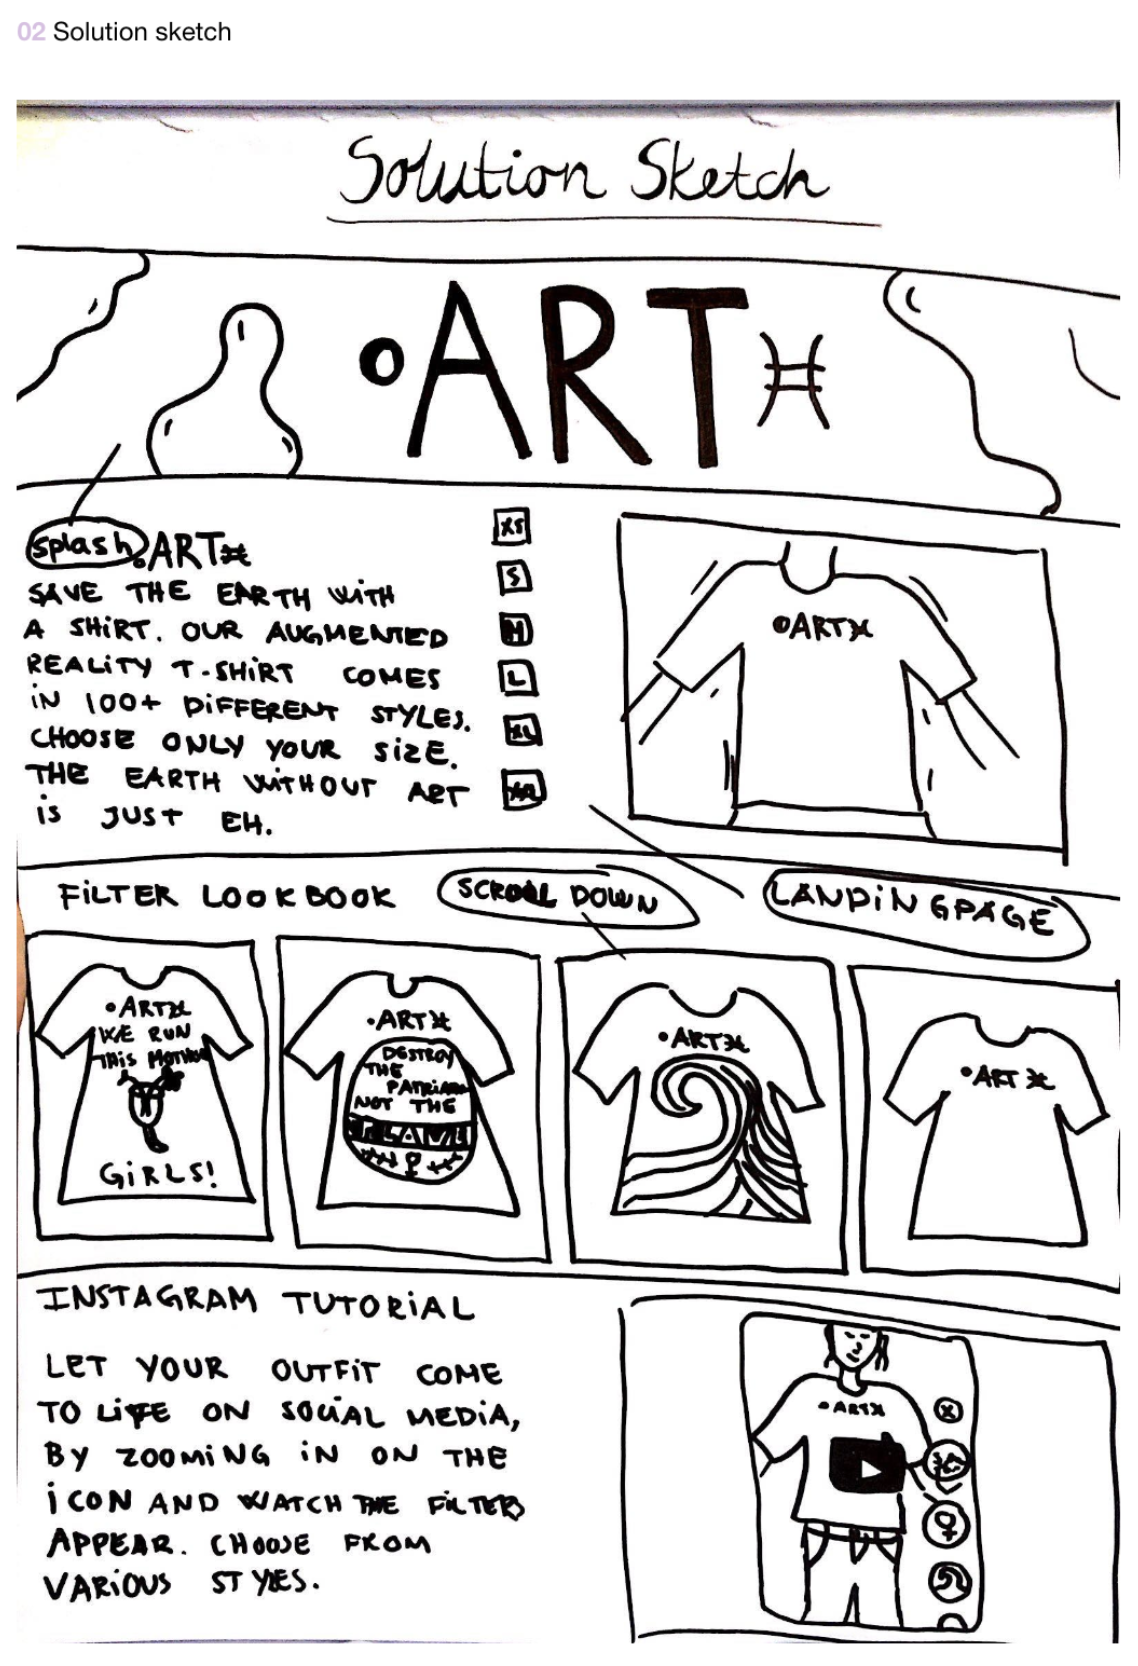 02 Solution sketch
Solution Sketch
•ART
splash
•ART
SAVE THE EARTH WITH
A SHIRT. OUR AUGMENTED
REALITY T-SHIRT COMES
IN 100+ DIFFERENT STYLES.
CHOOSE ONLY YOUR SIZE.
THE EARTH WITHOUT ART
IS JUST EH.
XS
S
M
L
XL
•ART
FILTER LOOKBOOK
SCROLL DOWN
LANDINGPAGE
•ART
WE RUN
THIS MOTHER
GIRLS!
•ART
DESTROY
THE
NOT THE
•ART
•ART
INSTAGRAM TUTORIAL
LET YOUR OUTFIT COME
TO LIFE ON SOCIAL MEDIA,
BY ZOOMING IN ON THE
ICON AND WATCH THE FILTERS
APPEAR. CHOOSE FROM
VARIOUS STYLES.
•ART